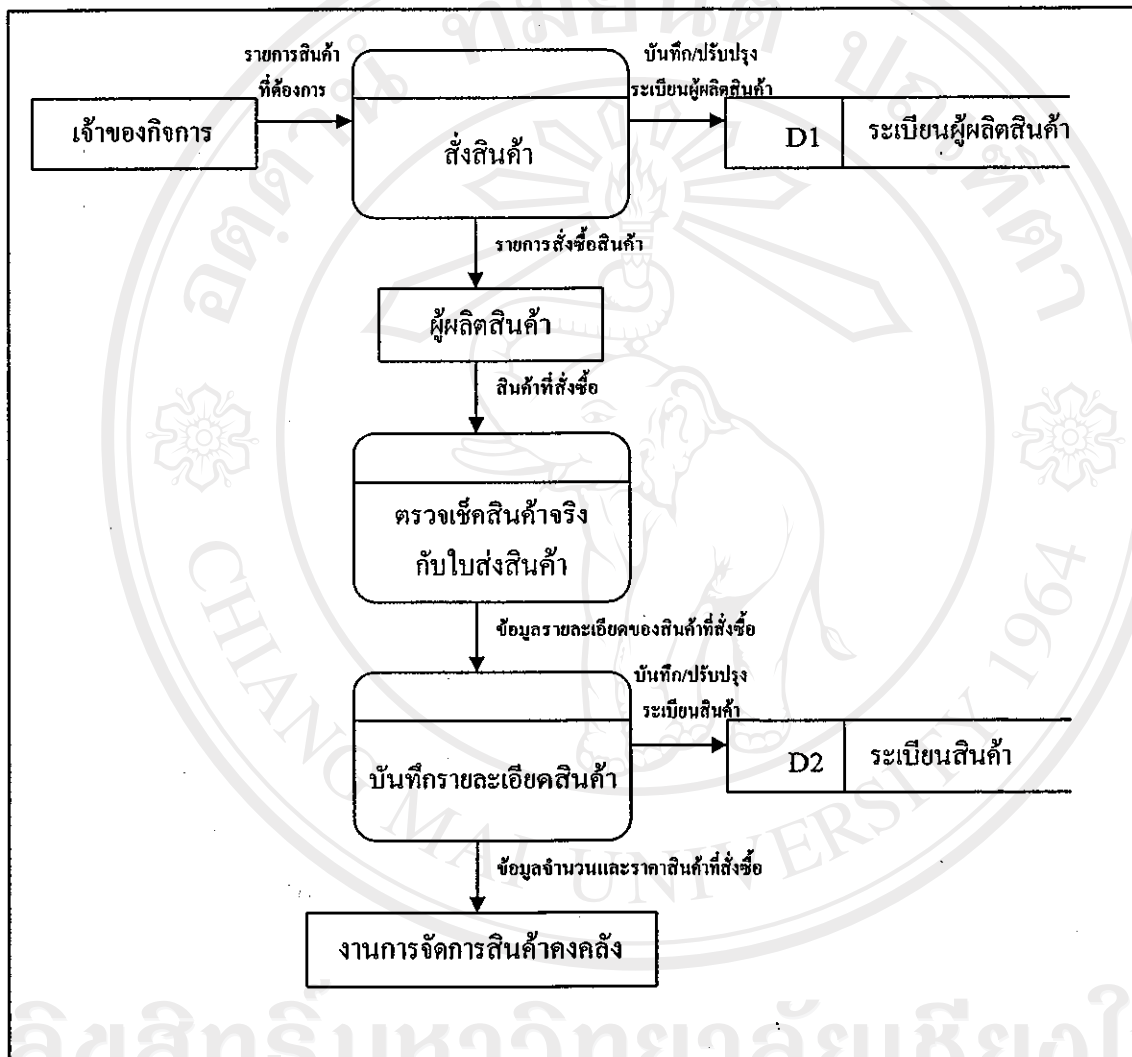 รายการสินค้า
ที่ต้องการ
บันทึก/ปรับปรุง
ระเบียนผู้ผลิตสินค้า
เจ้าของกิจการ
สั่งสินค้า
D1
ระเบียนผู้ผลิตสินค้า
รายการสั่งซื้อสินค้า
ผู้ผลิตสินค้า
สินค้าที่สั่งซื้อ
ตรวจเช็คสินค้าจริง
กับใบส่งสินค้า
ข้อมูลรายละเอียดของสินค้าที่สั่งซื้อ
บันทึก/ปรับปรุง
ระเบียนสินค้า
บันทึกรายละเอียดสินค้า
D2
ระเบียนสินค้า
ข้อมูลจำนวนและราคาสินค้าที่สั่งซื้อ
งานการจัดการสินค้าคงคลัง
CHIANG MAI UNIVERSITY 1964